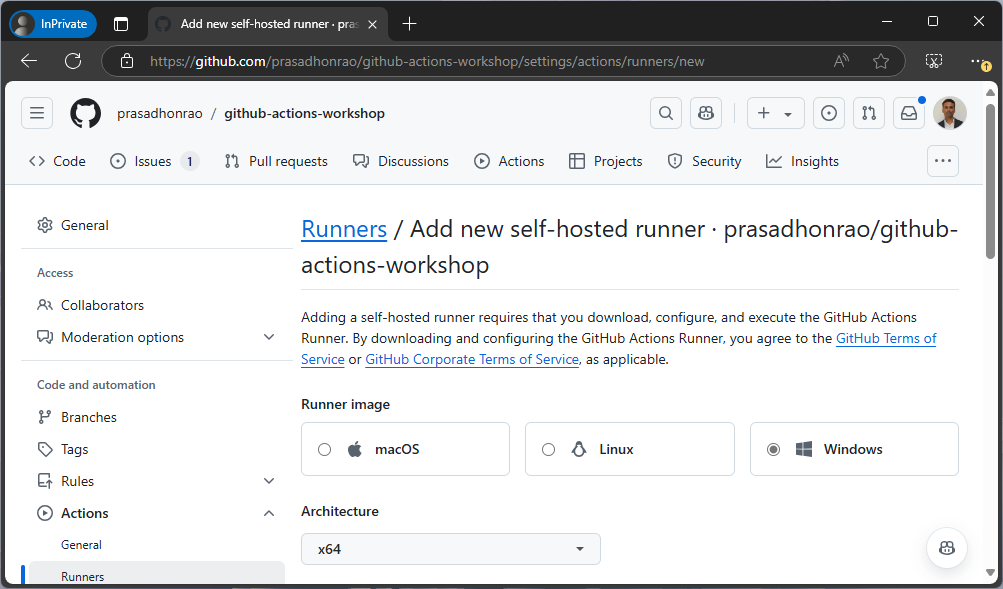 InPrivate
Add new self-hosted runner · pras
https://github.com/prasadhonrao/github-actions-workshop/settings/actions/runners/new
prasadhonrao / github-actions-workshop
Code Issues 1 Pull requests Discussions Actions Projects Security Insights
General
Access
Collaborators
Moderation options
Code and automation
Branches
Tags
Rules
Actions
General
Runners
Runners / Add new self-hosted runner · prasadhonrao/github-
actions-workshop
Adding a self-hosted runner requires that you download, configure, and execute the GitHub Actions
Runner. By downloading and configuring the GitHub Actions Runner, you agree to the GitHub Terms of
Service or GitHub Corporate Terms of Service, as applicable.
Runner image
macOS Linux Windows
Architecture
x64